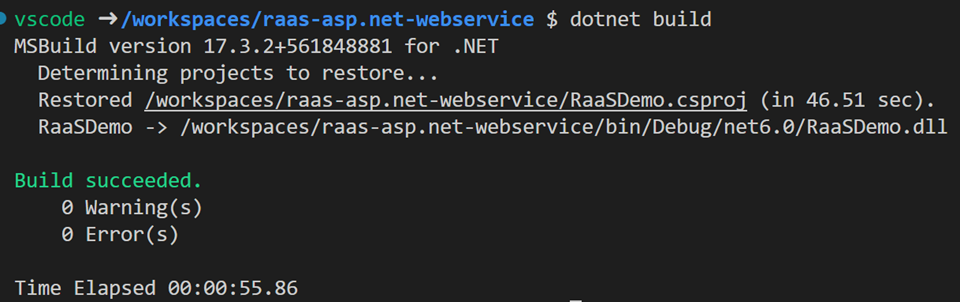 vscode ➜ /workspaces/raas-asp.net-webservice $ dotnet build
MSBuild version 17.3.2+561848881 for .NET
  Determining projects to restore...
  Restored /workspaces/raas-asp.net-webservice/RaaSDemo.csproj (in 46.51 sec).
  RaaSDemo -> /workspaces/raas-asp.net-webservice/bin/Debug/net6.0/RaaSDemo.dll

Build succeeded.
    0 Warning(s)
    0 Error(s)

Time Elapsed 00:00:55.86